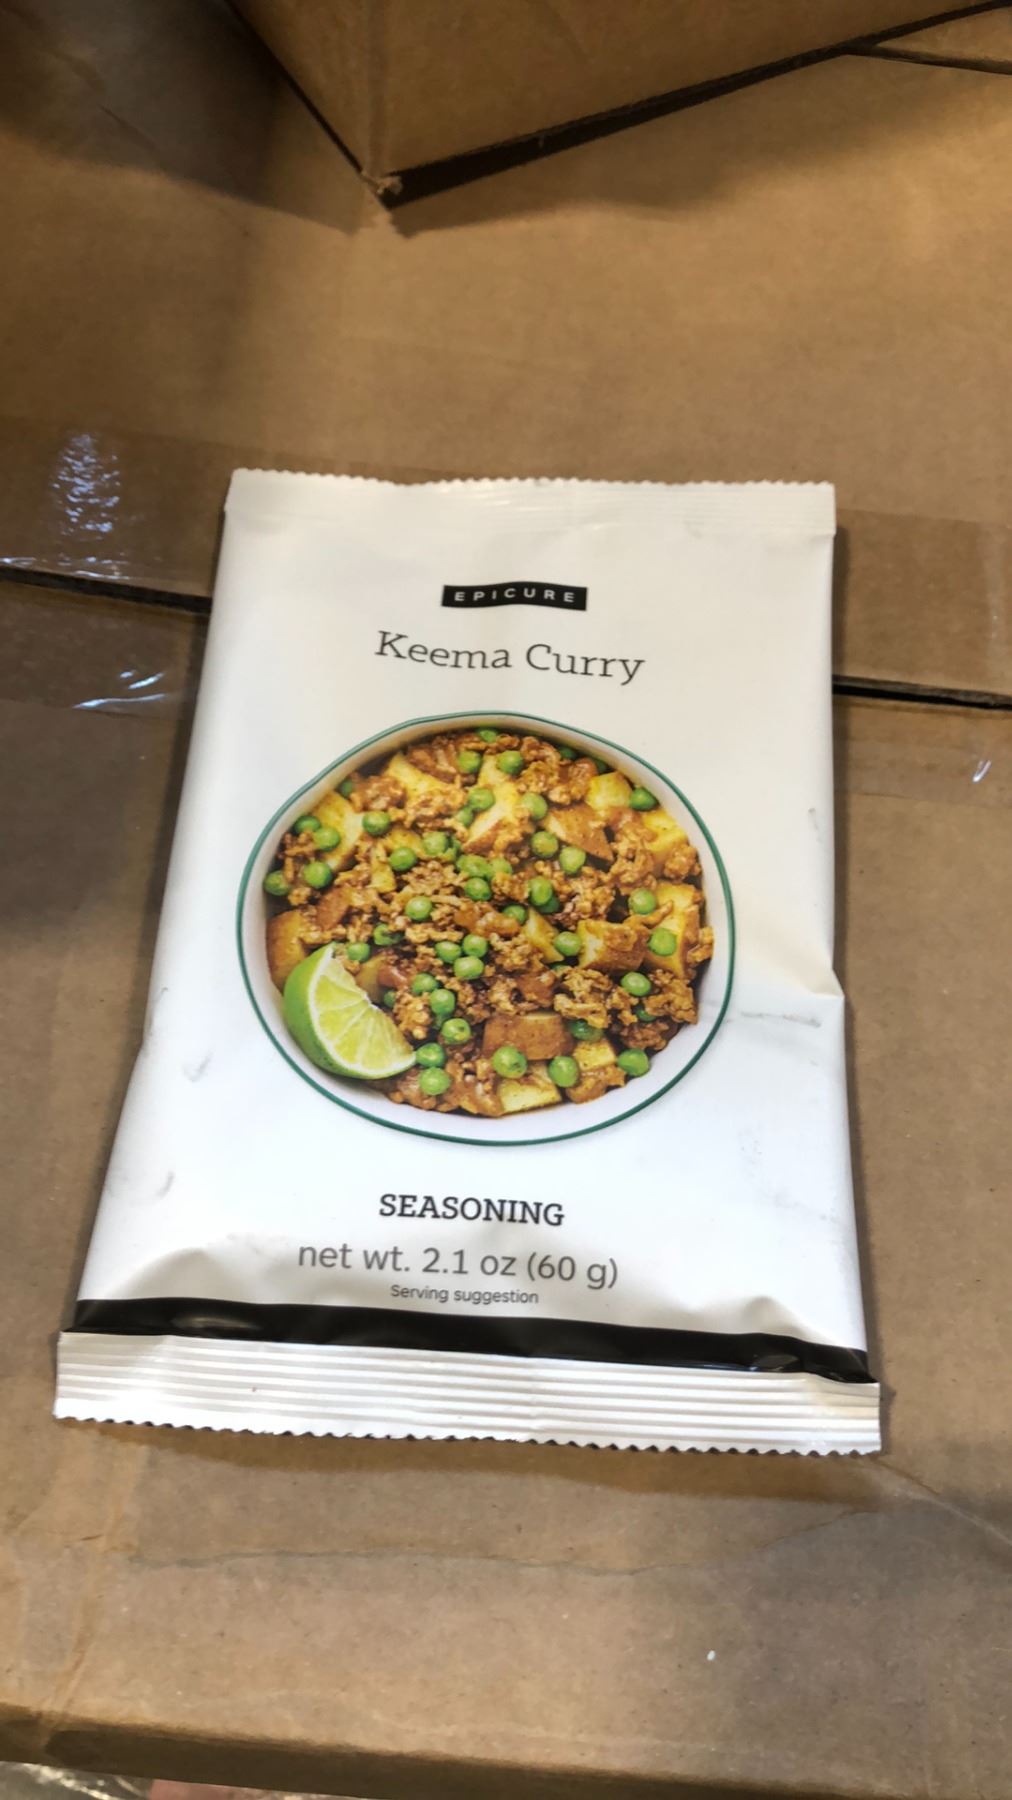 EPICURE
Keema Curry
SEASONING
net wt. 2.1 oz (60 g)
Serving suggestion